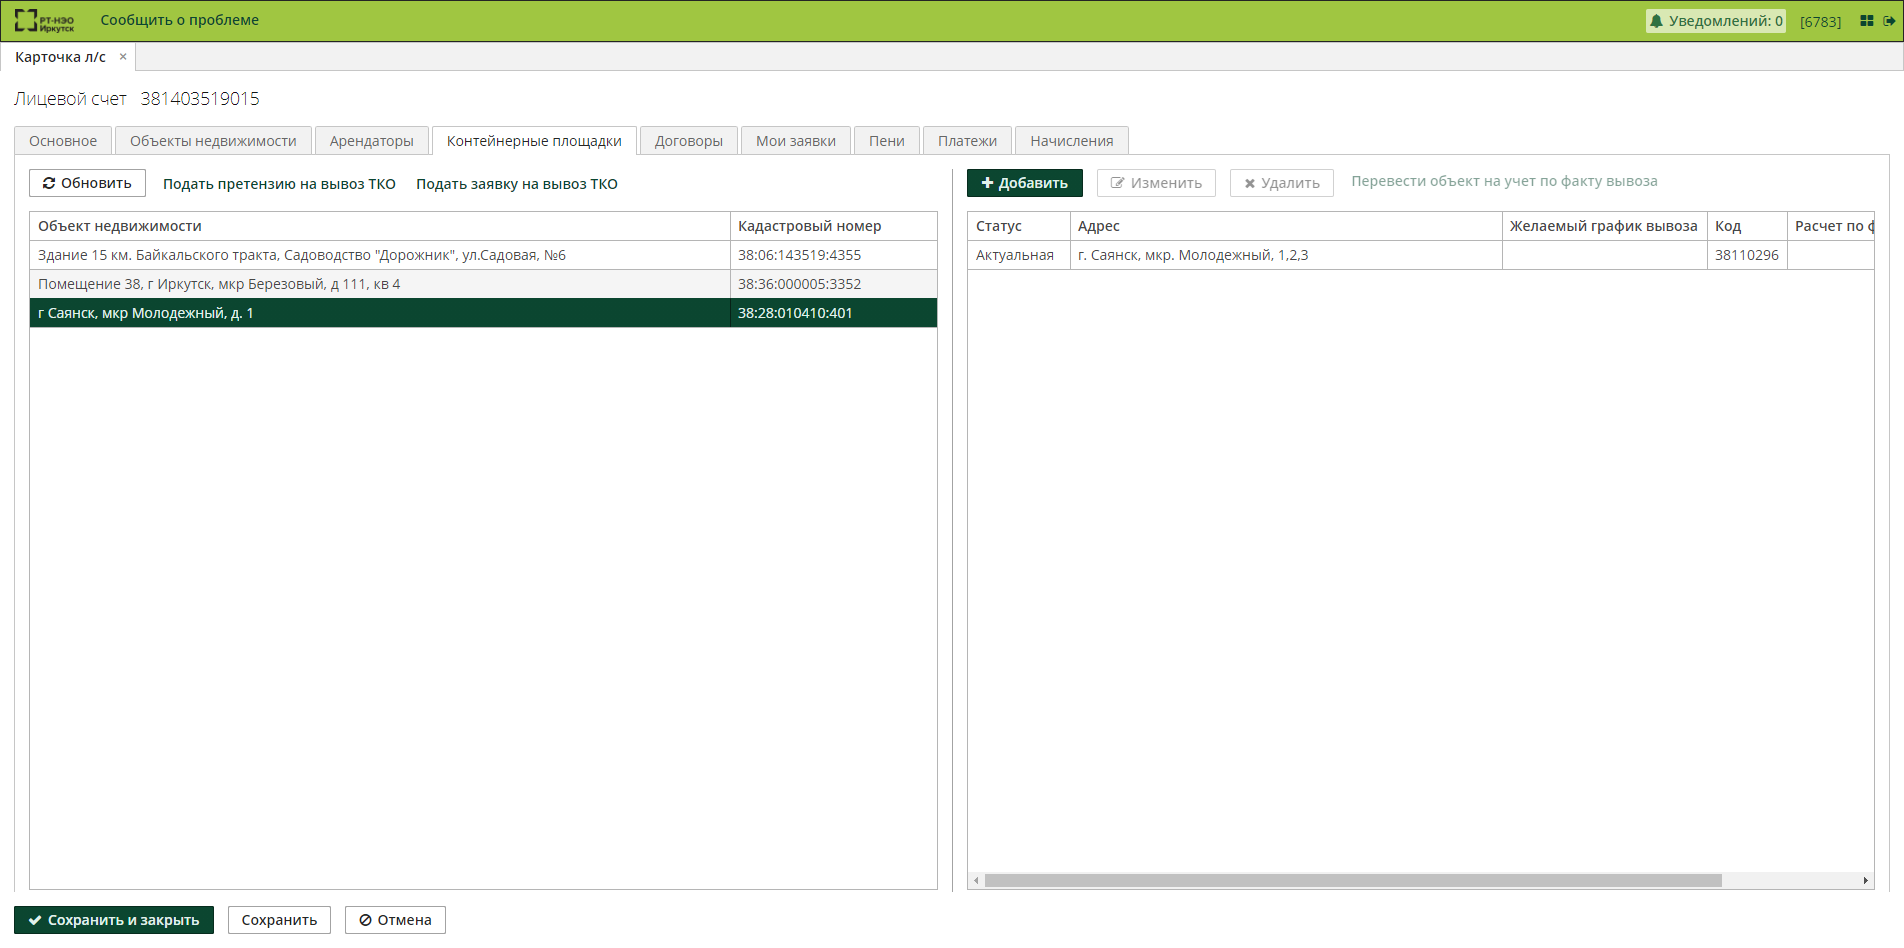 РТ-НЭО
Иркутск
Сообщить о проблеме
Уведомлений: 0
[6783]
Карточка л/с ×
Лицевой счет 381403519015
Основное
Объекты недвижимости
Арендаторы
Контейнерные площадки
Договоры
Мои заявки
Пени
Платежи
Начисления
Обновить
Подать претензию на вывоз ТКО
Подать заявку на вывоз ТКО
Объект недвижимости Кадастровый номер
Здание 15 км. Байкальского тракта, Садоводство "Дорожник", ул.Садовая, №6 38:06:143519:4355
Помещение 38, г Иркутск, мкр Березовый, д 111, кв 4 38:36:000005:3352
г Саянск, мкр Молодежный, д. 1 38:28:010410:401
Добавить
Изменить
Удалить
Перевести объект на учет по факту вывоза
Статус Адрес Желаемый график вывоза Код Расчет по ф
Актуальная г. Саянск, мкр. Молодежный, 1,2,3 38110296
Сохранить и закрыть
Сохранить
Отмена